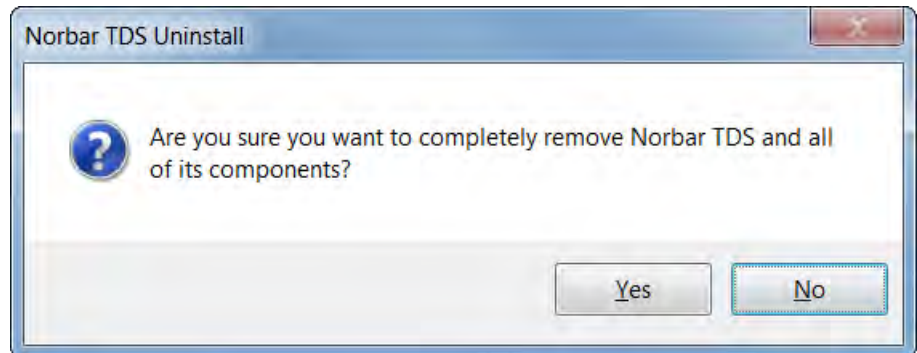 Norbar TDS Uninstall
Are you sure you want to completely remove Norbar TDS and all
of its components?
Yes
No